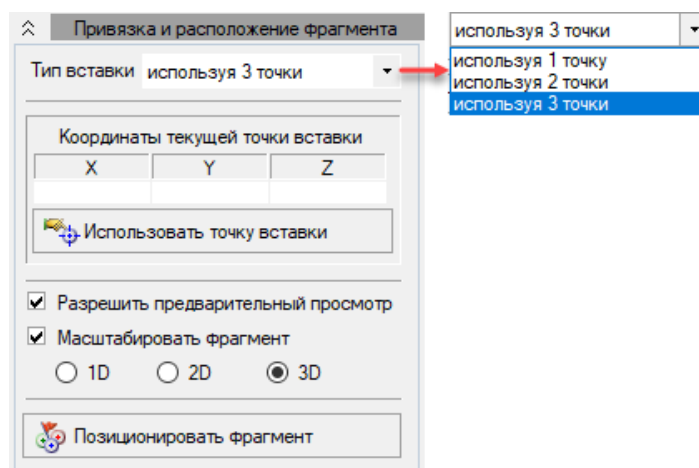 Привязка и расположение фрагмента
Тип вставки используя 3 точки
используя 3 точки
используя 1 точку
используя 2 точки
используя 3 точки
Координаты текущей точки вставки
X Y Z
Использовать точку вставки
Разрешить предварительный просмотр
Масштабировать фрагмент
1D 2D 3D
Позиционировать фрагмент